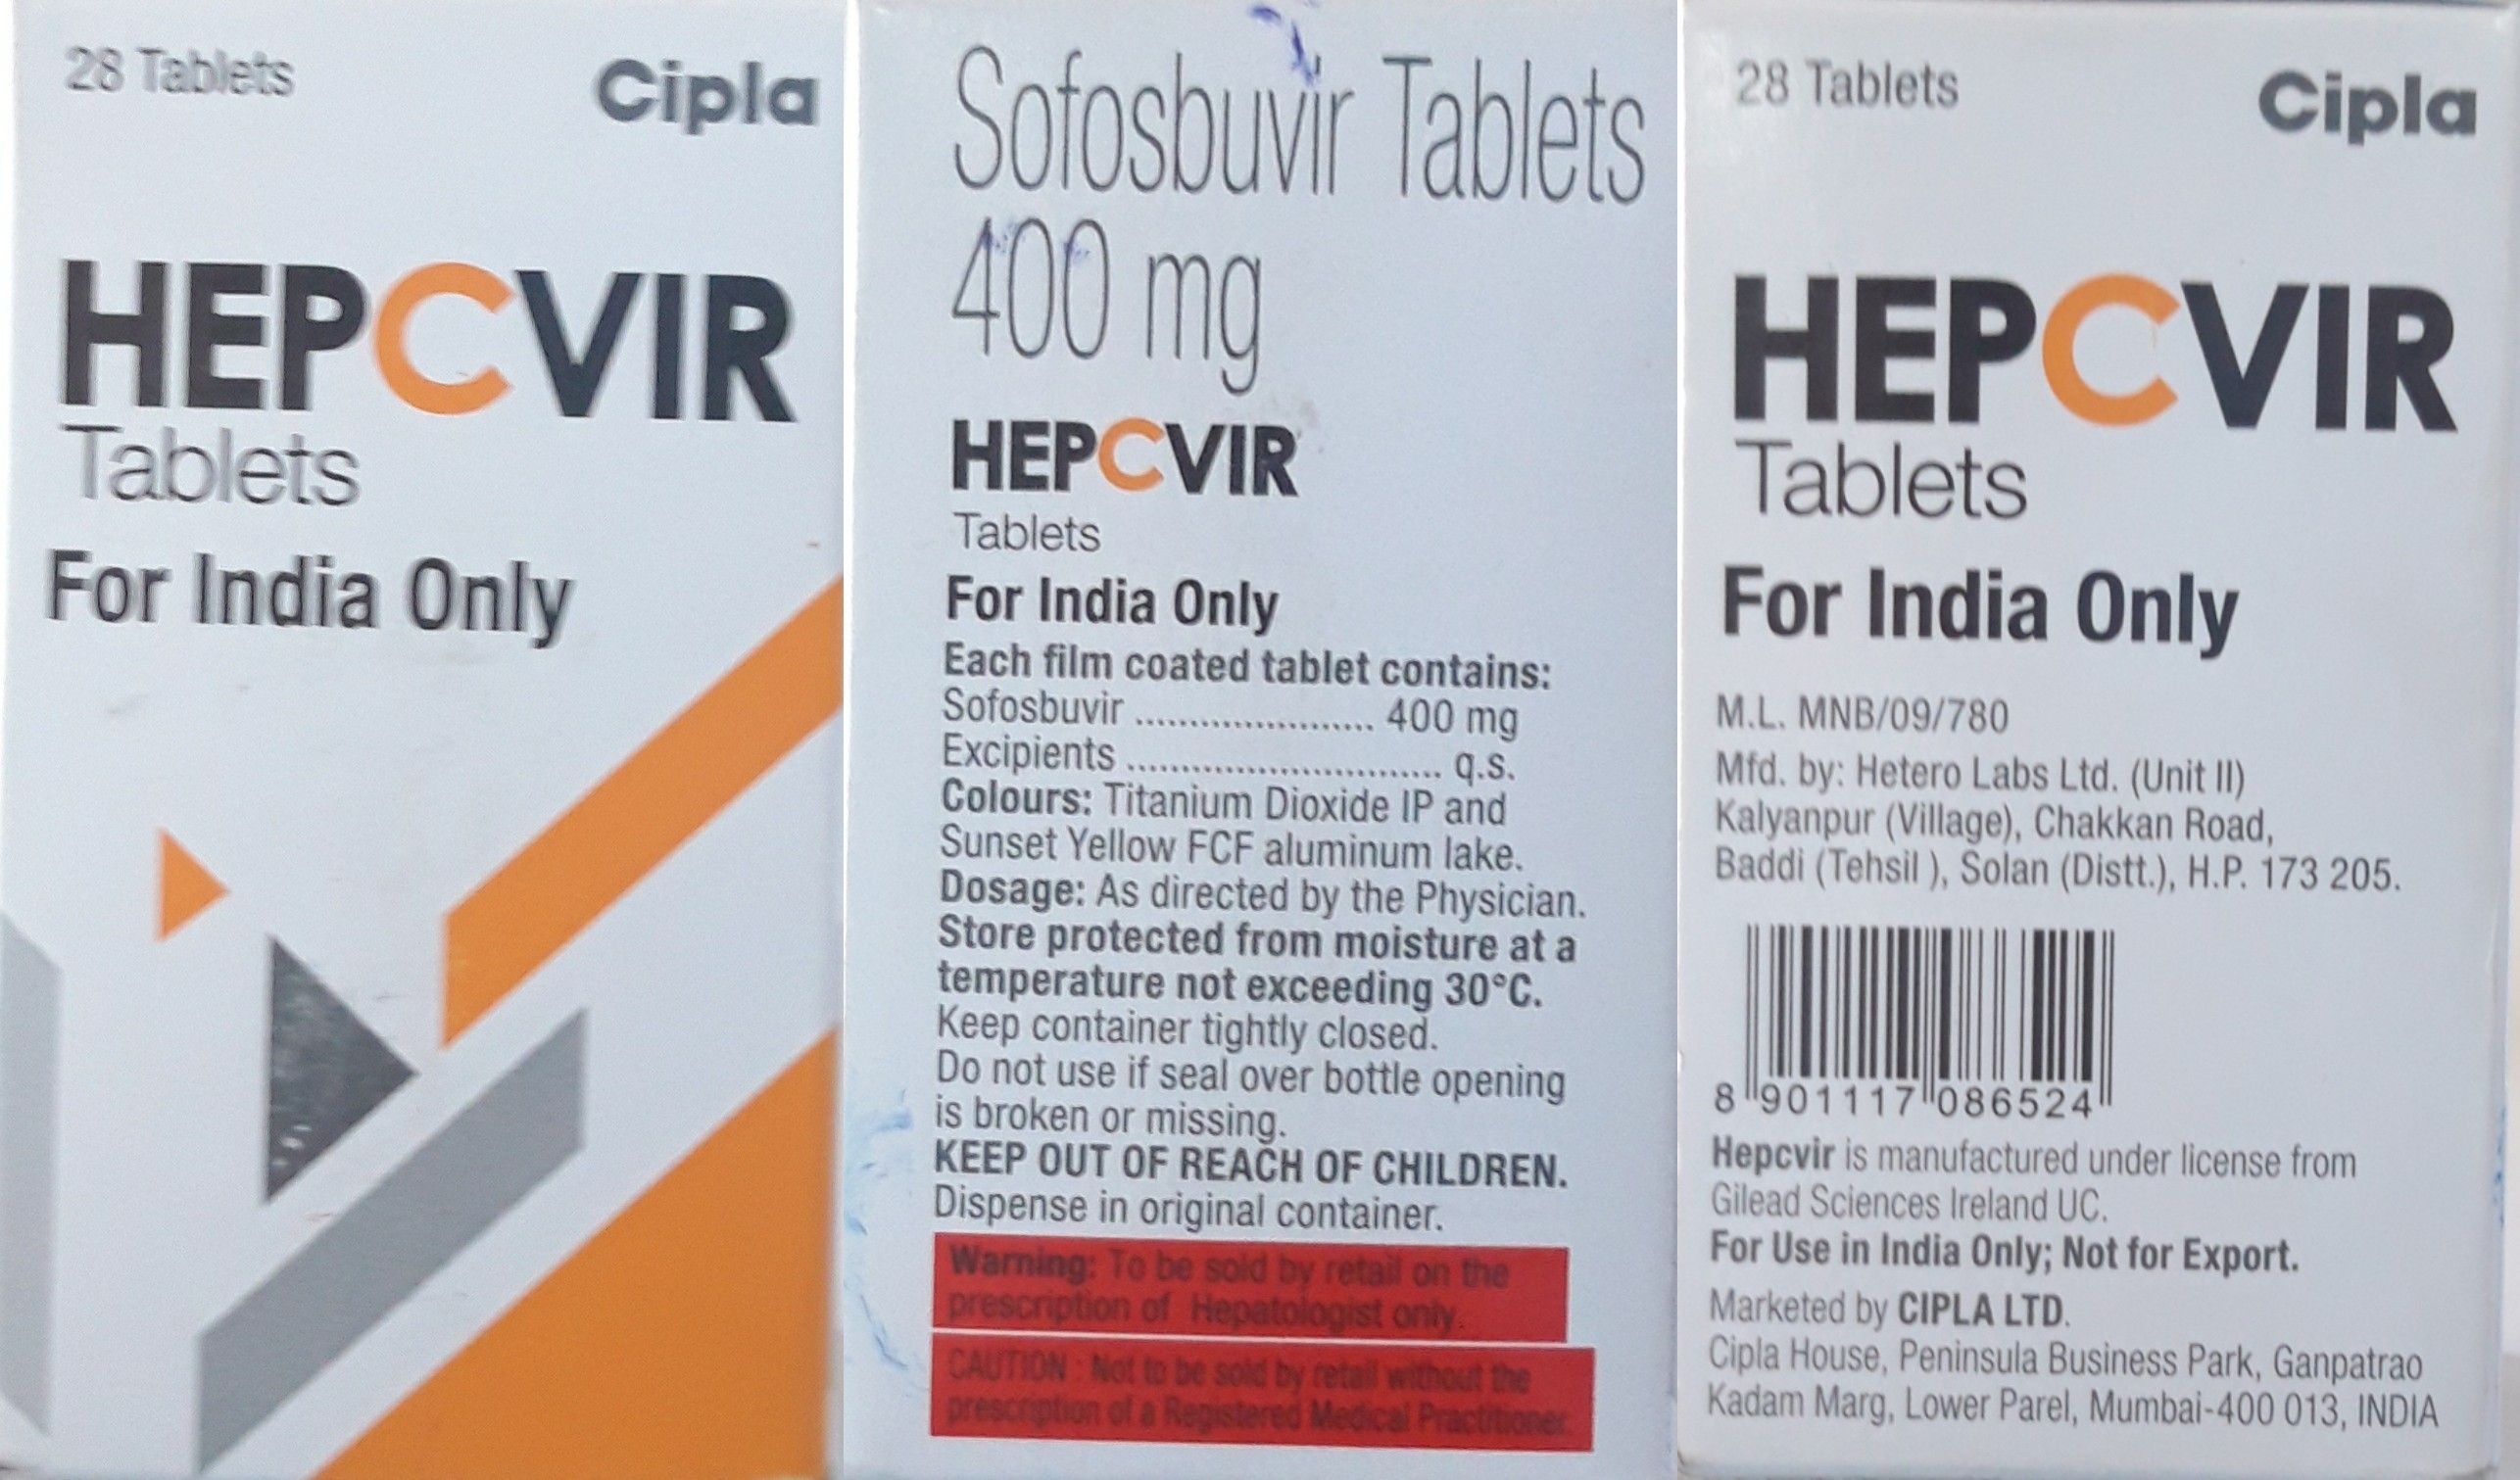 28 Tablets
Cipla
HEPCVIR
Tablets
For India Only
Sofosbuvir Tablets
400 mg
HEPCVIR
Tablets
For India Only
Each film coated tablet contains:
Sofosbuvir ........................ 400 mg
Excipients ................................ q.s.
Colours: Titanium Dioxide IP and
Sunset Yellow FCF aluminum lake.
Dosage: As directed by the Physician.
Store protected from moisture at a
temperature not exceeding 30°C.
Keep container tightly closed.
Do not use if seal over bottle opening
is broken or missing.
KEEP OUT OF REACH OF CHILDREN.
Dispense in original container.
Warning: To be sold by retail on the
prescription of Hepatologist only.
CAUTION : Not to be sold by retail without the
prescription of a Registered Medical Practitioner.
28 Tablets
Cipla
HEPCVIR
Tablets
For India Only
M.L. MNB/09/780
Mfd. by: Hetero Labs Ltd. (Unit II)
Kalyanpur (Village), Chakkan Road,
Baddi (Tehsil ), Solan (Distt.), H.P. 173 205.
8 901117 086524
Hepcvir is manufactured under license from
Gilead Sciences Ireland UC.
For Use in India Only; Not for Export.
Marketed by CIPLA LTD.
Cipla House, Peninsula Business Park, Ganpatrao
Kadam Marg, Lower Parel, Mumbai-400 013, INDIA